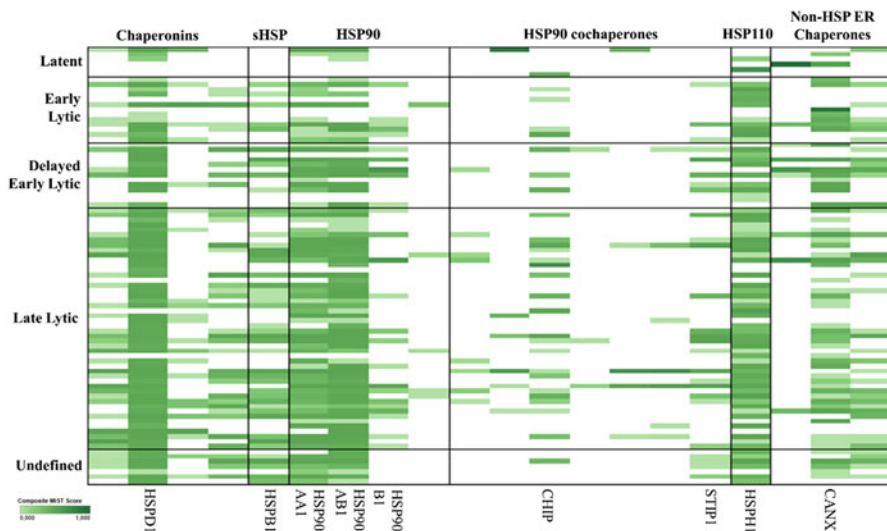 Chaperonins sHSP HSP90 HSP90 cochaperones HSP110 Non-HSP ER
Chaperones
Latent
Early
Lytic
Delayed
Early Lytic
Late Lytic
Undefined
Composite MiST Score
0,000 1,000
HSPD1
HSPB1
HSP90
AA1
HSP90
AB1
HSP90
B1
CHIP
STIP1
HSPH1
CANX